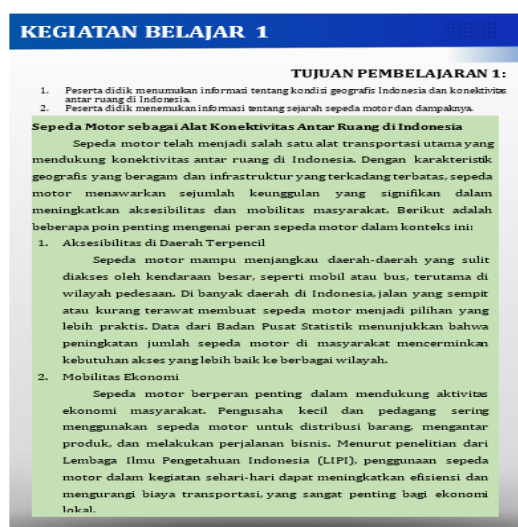 KEGIATAN BELAJAR 1
TUJUAN PEMBELAJARAN 1:
1. Peserta didik menumukan informasi tentang kondisi geografis Indonesia dan konektivitas
antar ruang di Indonesia.
2. Peserta didik menemukan informasi tentang sejarah sepeda motor dan dampaknya.
Sepeda Motor sebagai Alat Konektivitas Antar Ruang di Indonesia
Sepeda motor telah menjadi salah satu alat transportasi utama yang
mendukung konektivitas antar ruang di Indonesia. Dengan karakteristik
geografis yang beragam dan infrastruktur yang terkadang terbatas, sepeda
motor menawarkan sejumlah keunggulan yang signifikan dalam
meningkatkan aksesibilitas dan mobilitas masyarakat. Berikut adalah
beberapa poin penting mengenai peran sepeda motor dalam konteks ini:
1. Aksesibilitas di Daerah Terpencil
Sepeda motor mampu menjangkau daerah-daerah yang sulit
diakses oleh kendaraan besar, seperti mobil atau bus, terutama di
wilayah pedesaan. Di banyak daerah di Indonesia, jalan yang sempit
atau kurang terawat membuat sepeda motor menjadi pilihan yang
lebih praktis. Data dari Badan Pusat Statistik menunjukkan bahwa
peningkatan jumlah sepeda motor di masyarakat mencerminkan
kebutuhan akses yang lebih baik ke berbagai wilayah.
2. Mobilitas Ekonomi
Sepeda motor berperan penting dalam mendukung aktivitas
ekonomi masyarakat. Pengusaha kecil dan pedagang sering
menggunakan sepeda motor untuk distribusi barang, mengantar
produk, dan melakukan perjalanan bisnis. Menurut penelitian dari
Lembaga Ilmu Pengetahuan Indonesia (LIPI), penggunaan sepeda
motor dalam kegiatan sehari-hari dapat meningkatkan efisiensi dan
mengurangi biaya transportasi, yang sangat penting bagi ekonomi
lokal.